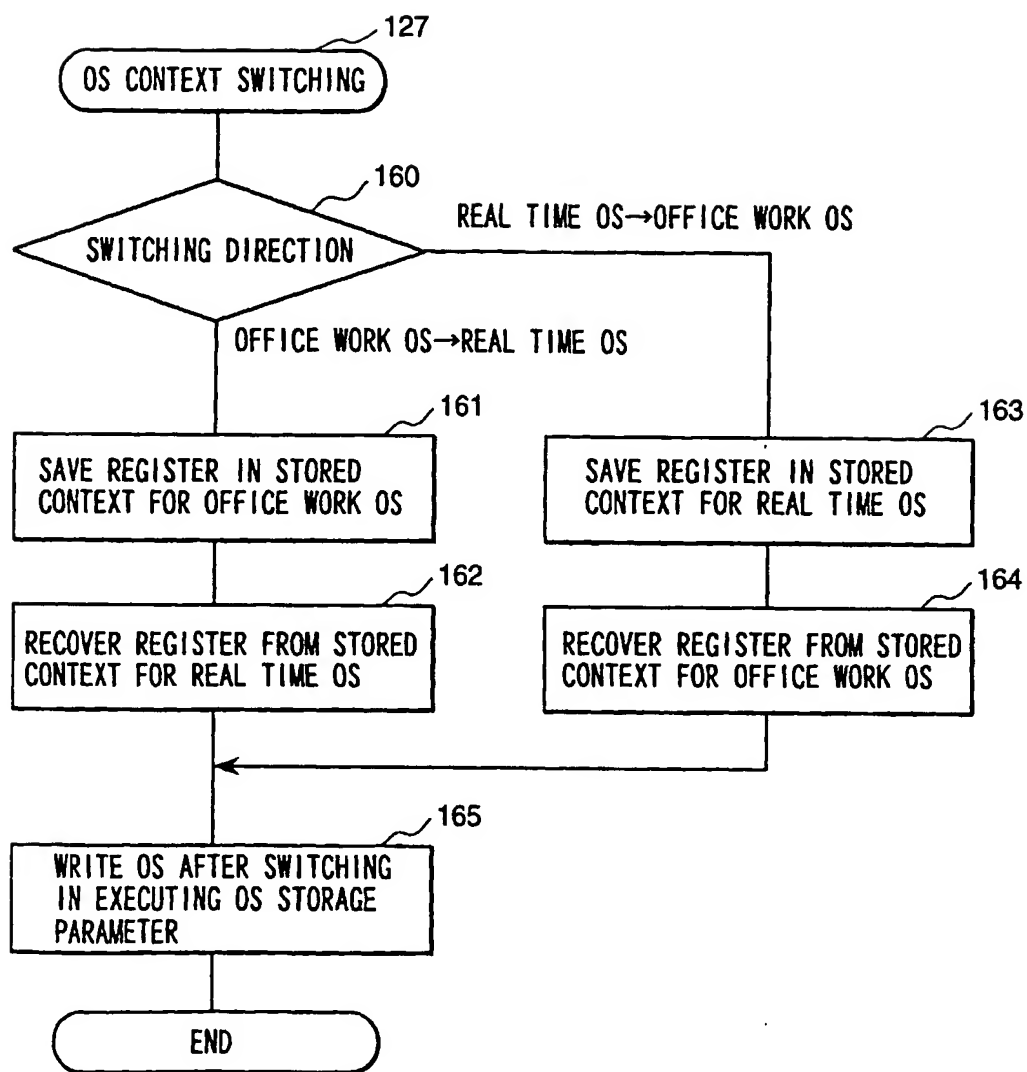 127
OS CONTEXT SWITCHING
160
REAL TIME OS→OFFICE WORK OS
SWITCHING DIRECTION
OFFICE WORK OS→REAL TIME OS
161
SAVE REGISTER IN STORED
CONTEXT FOR OFFICE WORK OS
163
SAVE REGISTER IN STORED
CONTEXT FOR REAL TIME OS
162
RECOVER REGISTER FROM STORED
CONTEXT FOR REAL TIME OS
164
RECOVER REGISTER FROM STORED
CONTEXT FOR OFFICE WORK OS
165
WRITE OS AFTER SWITCHING
IN EXECUTING OS STORAGE
PARAMETER
END